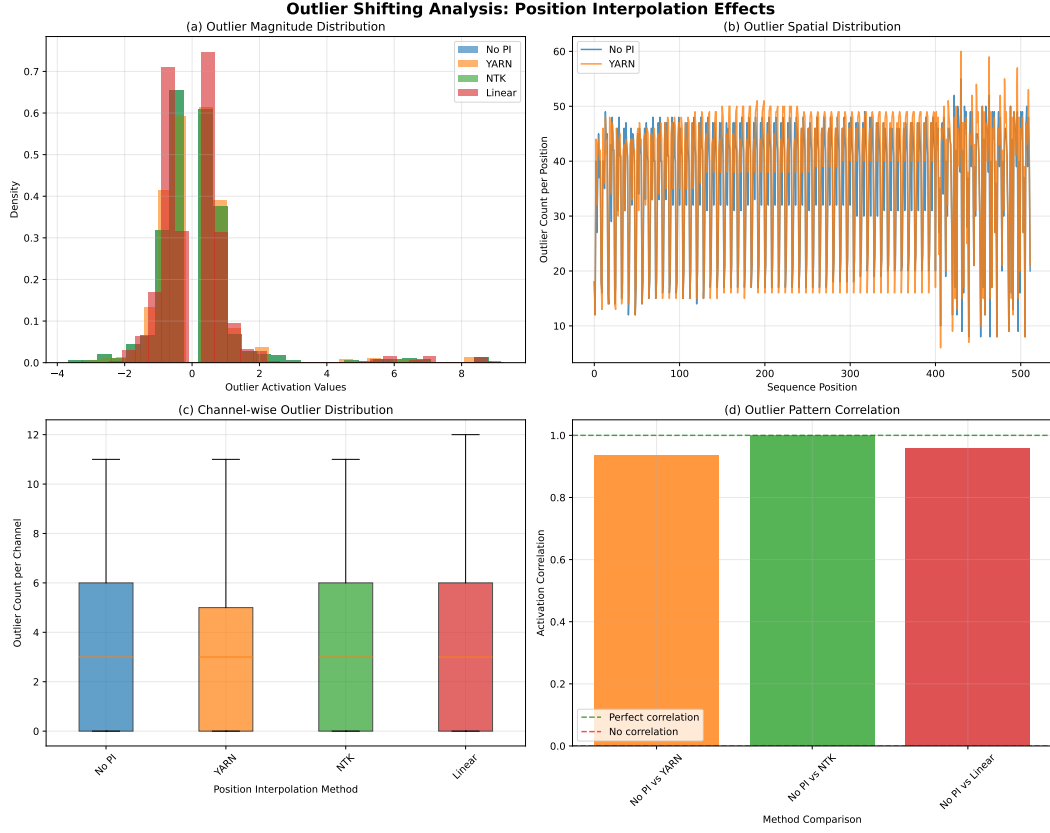 Outlier Shifting Analysis: Position Interpolation Effects
(a) Outlier Magnitude Distribution
Density
0.7
0.6
0.5
0.4
0.3
0.2
0.1
0.0
−4
−2
0
2
4
6
8
Outlier Activation Values
No PI
YARN
NTK
Linear
(b) Outlier Spatial Distribution
Outlier Count per Position
60
50
40
30
20
10
0
100
200
300
400
500
Sequence Position
No PI
YARN
(c) Channel-wise Outlier Distribution
Outlier Count per Channel
12
10
8
6
4
2
0
No PI
YARN
NTK
Linear
Position Interpolation Method
(d) Outlier Pattern Correlation
Activation Correlation
1.0
0.8
0.6
0.4
0.2
0.0
Perfect correlation
No correlation
No PI vs YARN
No PI vs NTK
No PI vs Linear
Method Comparison